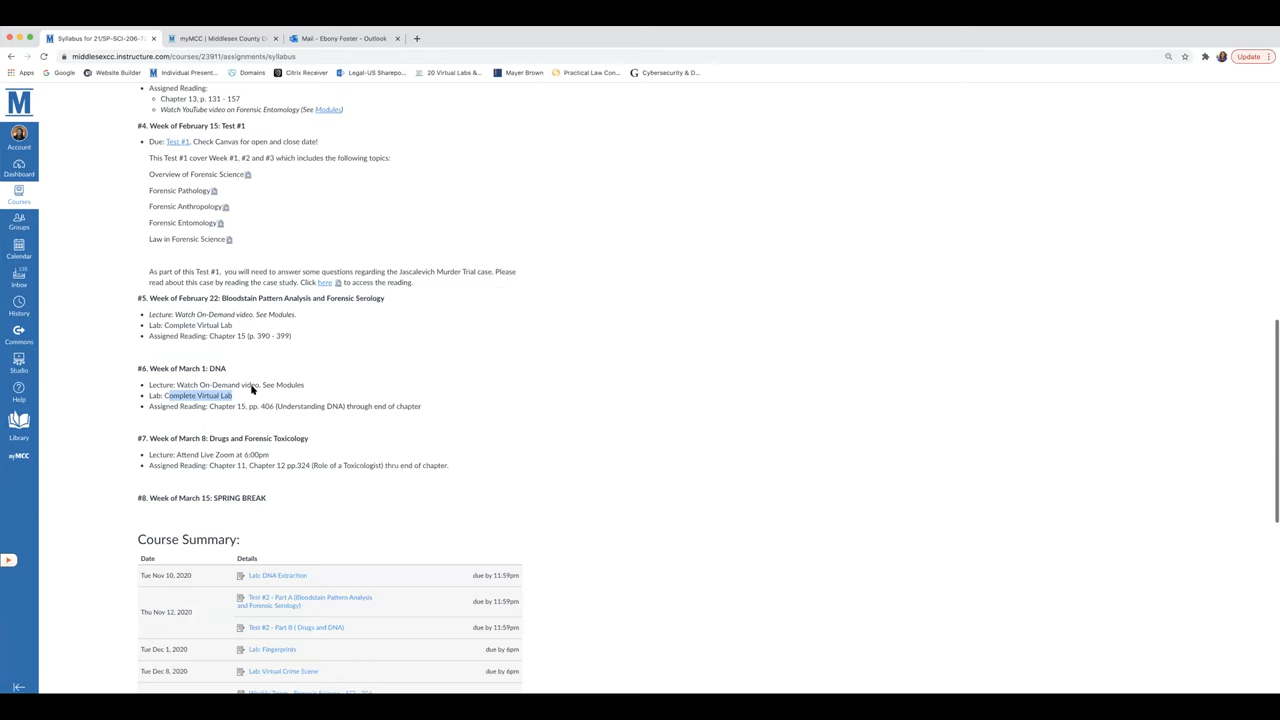 Syllabus for 21/SP-SCI-206-7
myMCC | Middlesex County C
Mail - Ebony Foster - Outlook
middlesexcc.instructure.com/courses/23911/assignments/syllabus
Update
Apps
Google
Website Builder
Individual Present...
Domains
Citrix Receiver
Legal-US Sharepo...
20 Virtual Labs &...
Mayer Brown
Practical Law Con...
Cybersecurity & D...
M
Account
Dashboard
Courses
Groups
Calendar
135
Inbox
History
Commons
Studio
Help
Library
myMCC
• Assigned Reading:
Chapter 13, p. 131 - 157
Watch YouTube video on Forensic Entomology (See Modules)
#4. Week of February 15: Test #1
• Due: Test #1. Check Canvas for open and close date!
This Test #1 cover Week #1, #2 and #3 which includes the following topics:
Overview of Forensic Science
Forensic Pathology
Forensic Anthropology
Forensic Entomology
Law in Forensic Science
As part of this Test #1, you will need to answer some questions regarding the Jascalevich Murder Trial case. Please
read about this case by reading the case study. Click here to access the reading.
#5. Week of February 22: Bloodstain Pattern Analysis and Forensic Serology
• Lecture: Watch On-Demand video. See Modules.
• Lab: Complete Virtual Lab
• Assigned Reading: Chapter 15 (p. 390 - 399)
#6. Week of March 1: DNA
• Lecture: Watch On-Demand video. See Modules
• Lab: Complete Virtual Lab
• Assigned Reading: Chapter 15, pp. 406 (Understanding DNA) through end of chapter
#7. Week of March 8: Drugs and Forensic Toxicology
• Lecture: Attend Live Zoom at 6:00pm
• Assigned Reading: Chapter 11, Chapter 12 pp.324 (Role of a Toxicologist) thru end of chapter.
#8. Week of March 15: SPRING BREAK
Course Summary:
Date Details
Tue Nov 10, 2020 Lab: DNA Extraction due by 11:59pm
Thu Nov 12, 2020 Test #2 - Part A (Bloodstain Pattern Analysis
and Forensic Serology) due by 11:59pm
Test #2 - Part B ( Drugs and DNA) due by 11:59pm
Tue Dec 1, 2020 Lab: Fingerprints due by 6pm
Tue Dec 8, 2020 Lab: Virtual Crime Scene due by 6pm